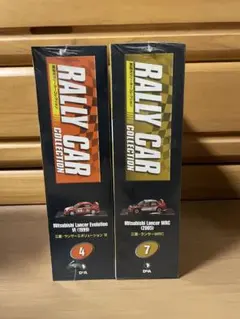 RALLY CAR
COLLECTION
Mitsubishi Lancer Evolution
VI (1999)
三菱・ランサーエボリューション VI
4
RALLY CAR
COLLECTION
Mitsubishi Lancer WRC
(2005)
三菱・ランサーWRC
7